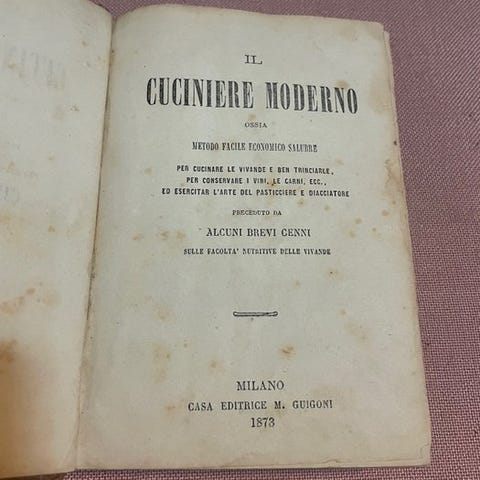 IL
CUCINIERE MODERNO
OSSIA
METODO FACILE ECONOMICO SALUBRE
PER CUCINARE LE VIVANDE E BEN TRINCIARLE,
PER CONSERVARE I VINI, LE CARNI, ECC.,
ED ESERCITAR L'ARTE DEL PASTICCIERE E DIACCIATORE
PRECEDUTO DA
ALCUNI BREVI CENNI
SULLE FACOLTA' NUTRITIVE DELLE VIVANDE
MILANO
CASA EDITRICE M. GUIGONI
1873